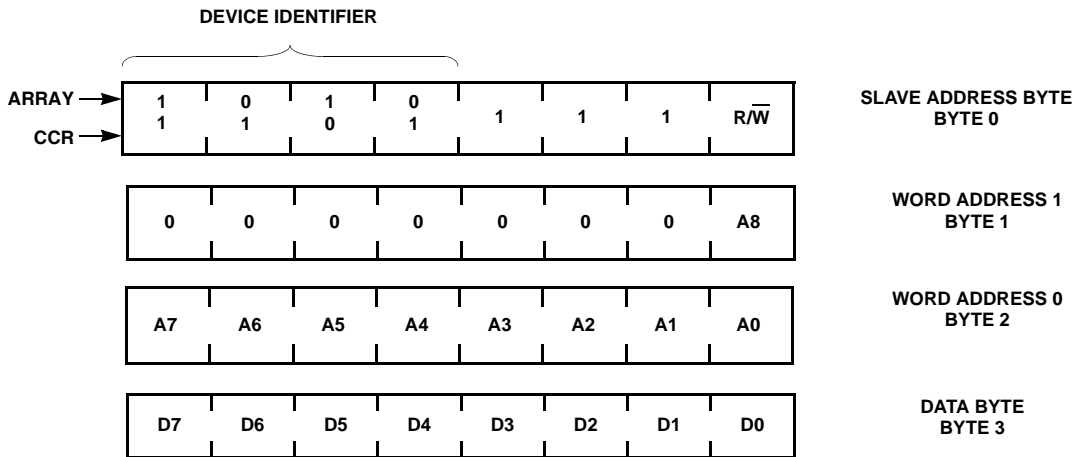 DEVICE IDENTIFIER
ARRAY
CCR
1 0 1 0
1 1 0 1
1 1 1 R/W̅
SLAVE ADDRESS BYTE
BYTE 0
0 0 0 0 0 0 0 A8
WORD ADDRESS 1
BYTE 1
A7 A6 A5 A4 A3 A2 A1 A0
WORD ADDRESS 0
BYTE 2
D7 D6 D5 D4 D3 D2 D1 D0
DATA BYTE
BYTE 3